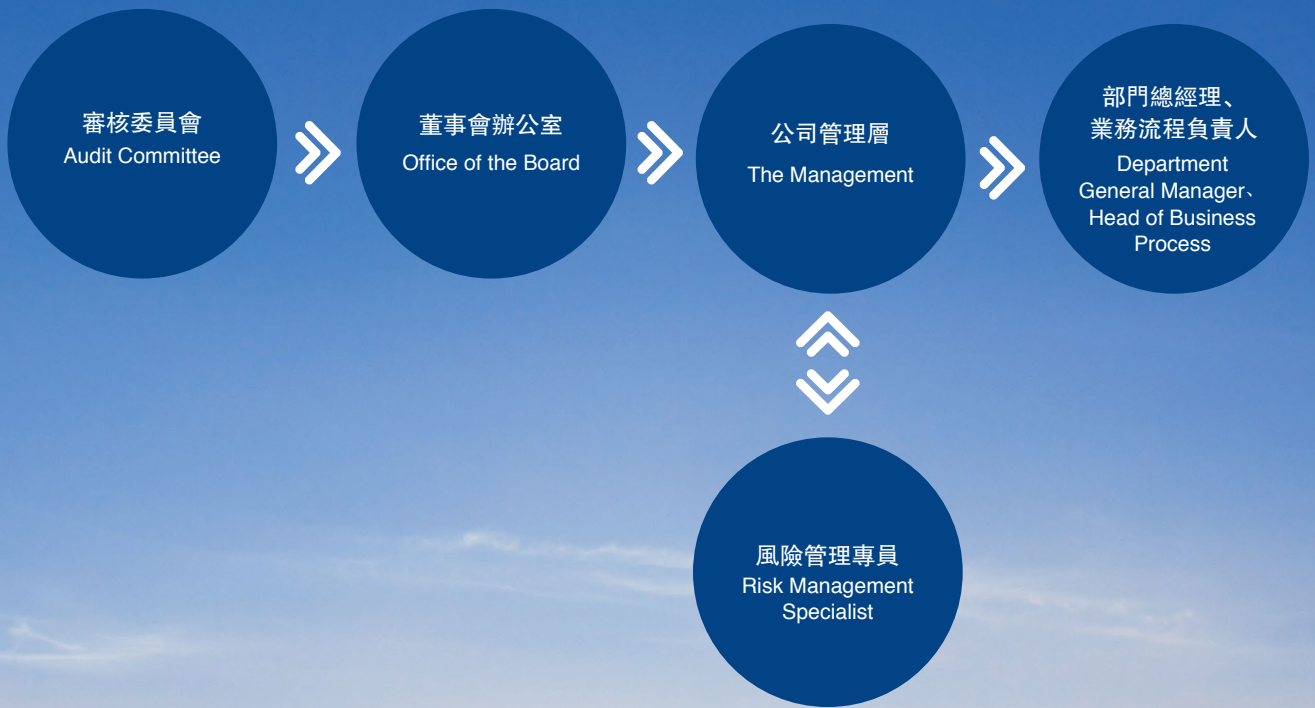 審核委員會
Audit Committee
董事會辦公室
Office of the Board
公司管理層
The Management
部門總經理、
業務流程負責人
Department
General Manager、
Head of Business
Process
風險管理專員
Risk Management
Specialist